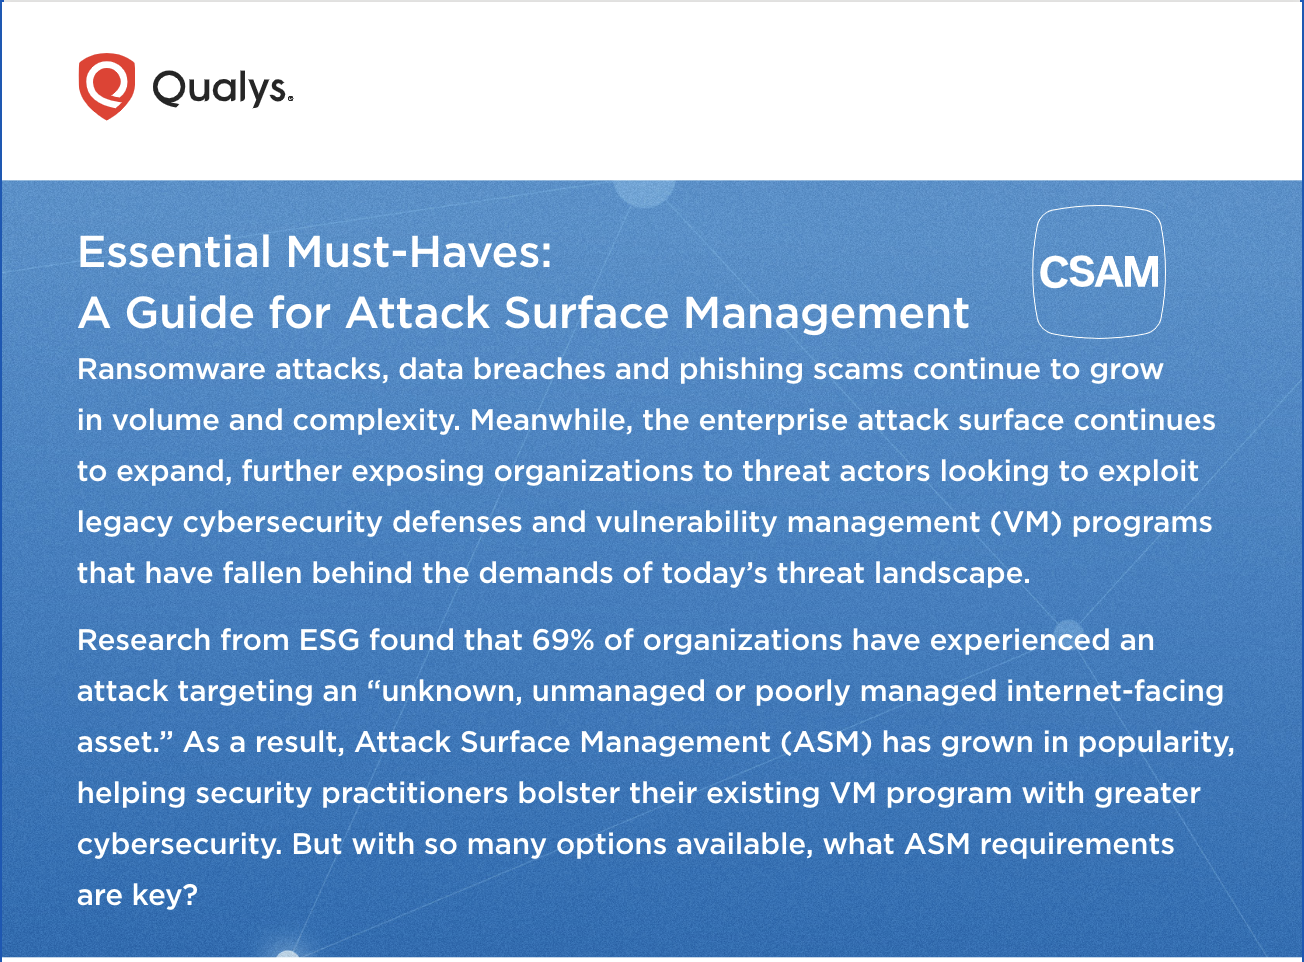 Qualys®
Essential Must-Haves:
A Guide for Attack Surface Management
CSAM
Ransomware attacks, data breaches and phishing scams continue to grow
in volume and complexity. Meanwhile, the enterprise attack surface continues
to expand, further exposing organizations to threat actors looking to exploit
legacy cybersecurity defenses and vulnerability management (VM) programs
that have fallen behind the demands of today’s threat landscape.
Research from ESG found that 69% of organizations have experienced an
attack targeting an “unknown, unmanaged or poorly managed internet-facing
asset.” As a result, Attack Surface Management (ASM) has grown in popularity,
helping security practitioners bolster their existing VM program with greater
cybersecurity. But with so many options available, what ASM requirements
are key?